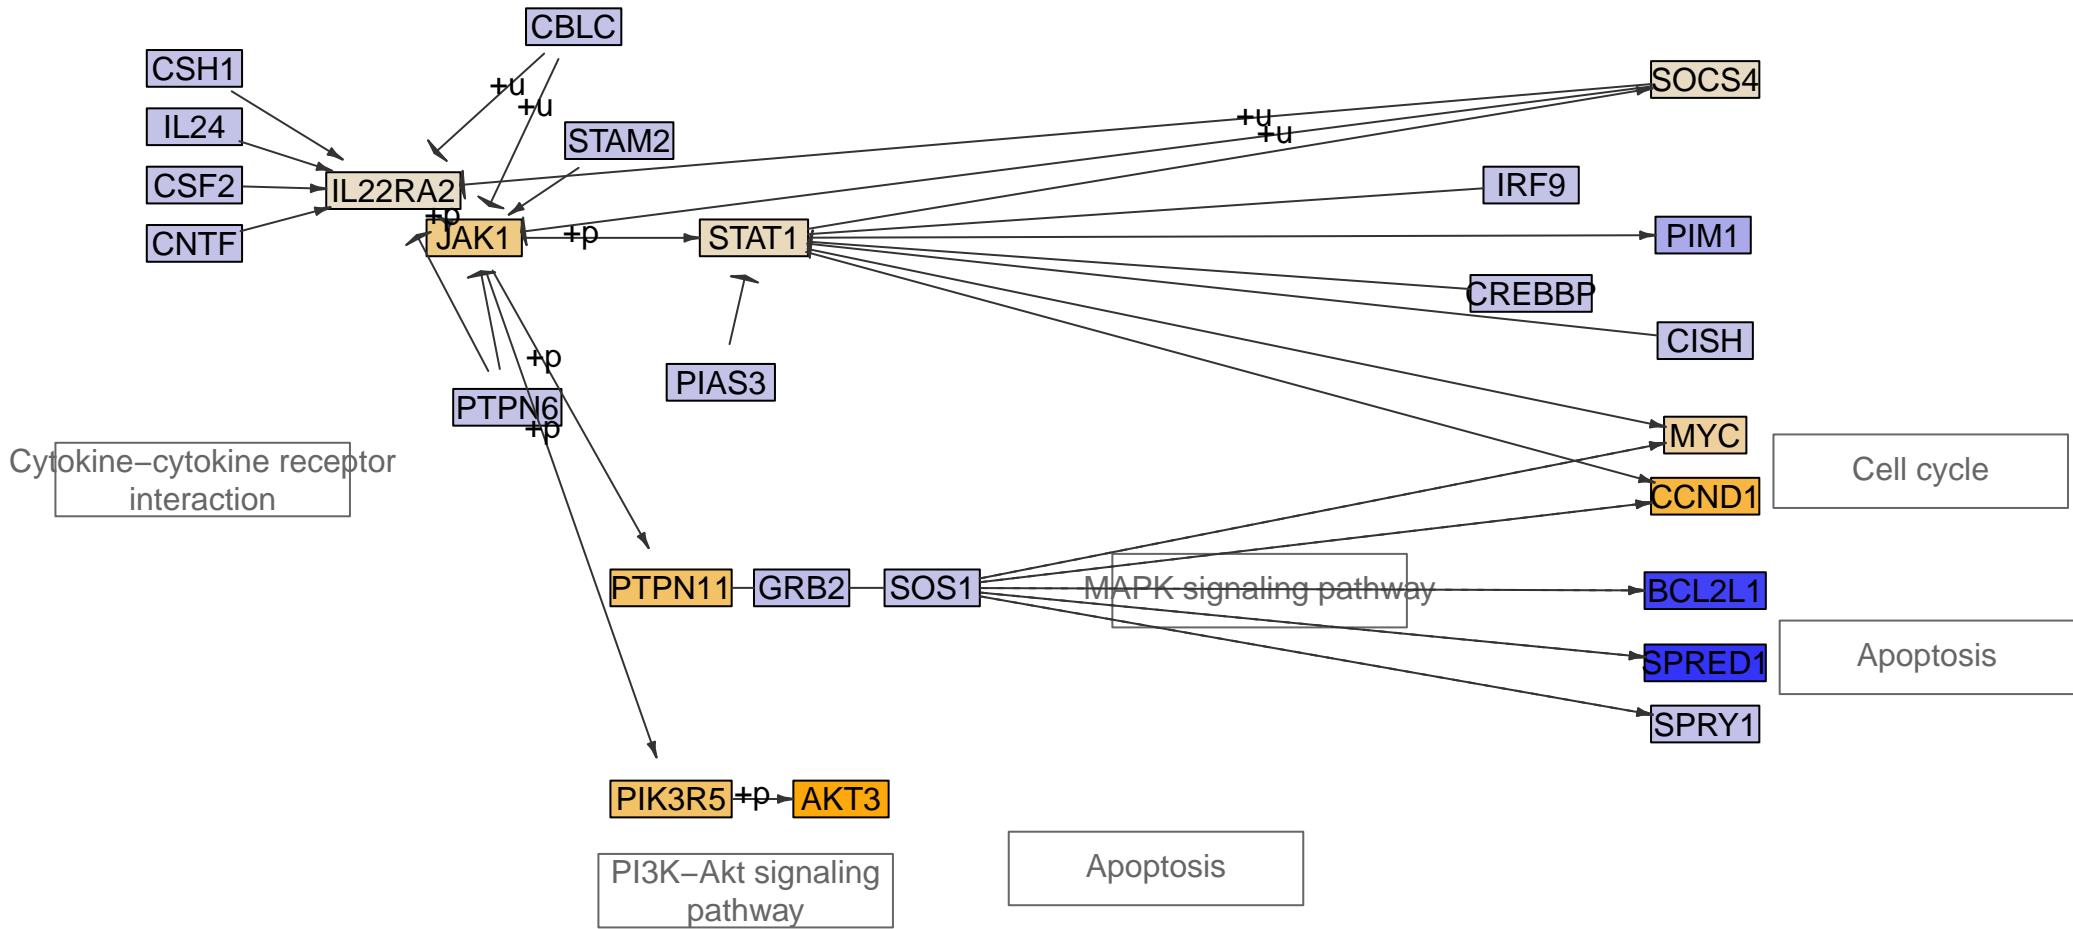 CBLC
CSH1
+u
SOCS4
+u
IL24
+u
+u
STAM2
CSF2
IL22RA2
IRF9
+p
CNTF
JAK1
+p
STAT1
PIM1
CREBBP
CISH
+p
PIAS3
PTPN6
+p
MYC
Cytokine−cytokine receptor
interaction
Cell cycle
CCND1
PTPN11
GRB2
SOS1
MAPK signaling pathway
BCL2L1
SPRED1
Apoptosis
SPRY1
PIK3R5
+p
AKT3
PI3K−Akt signaling
pathway
Apoptosis